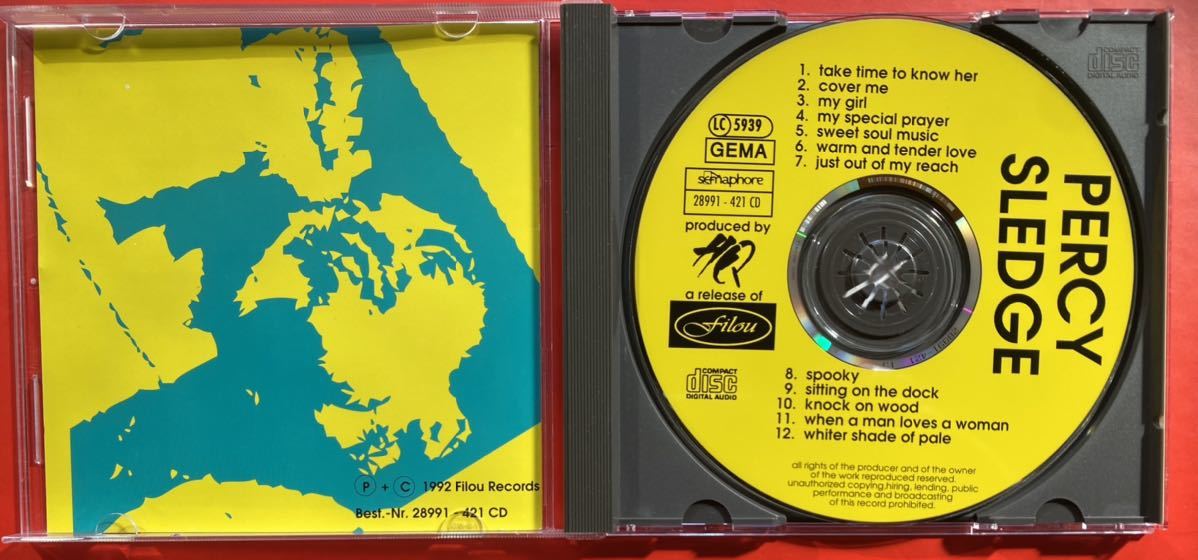 P + C 1992 Filou Records
Best.-Nr. 28991 - 421 CD
1. take time to know her
2. cover me
3. my girl
4. my special prayer
5. sweet soul music
6. warm and tender love
7. just out of my reach
LC 5939
GEMA
semaphore
28991 - 421 CD
produced by
a release of
Filou
COMPACT
disc
DIGITAL AUDIO
PERCY
SLEDGE
8. spooky
9. sitting on the dock
10. knock on wood
11. when a man loves a woman
12. whiter shade of pale
all rights of the producer and of the owner
of the work reproduced reserved.
unauthorized copying,hiring, lending, public
performance and broadcasting
of this record prohibited.
COMPACT
disc
DIGITAL AUDIO